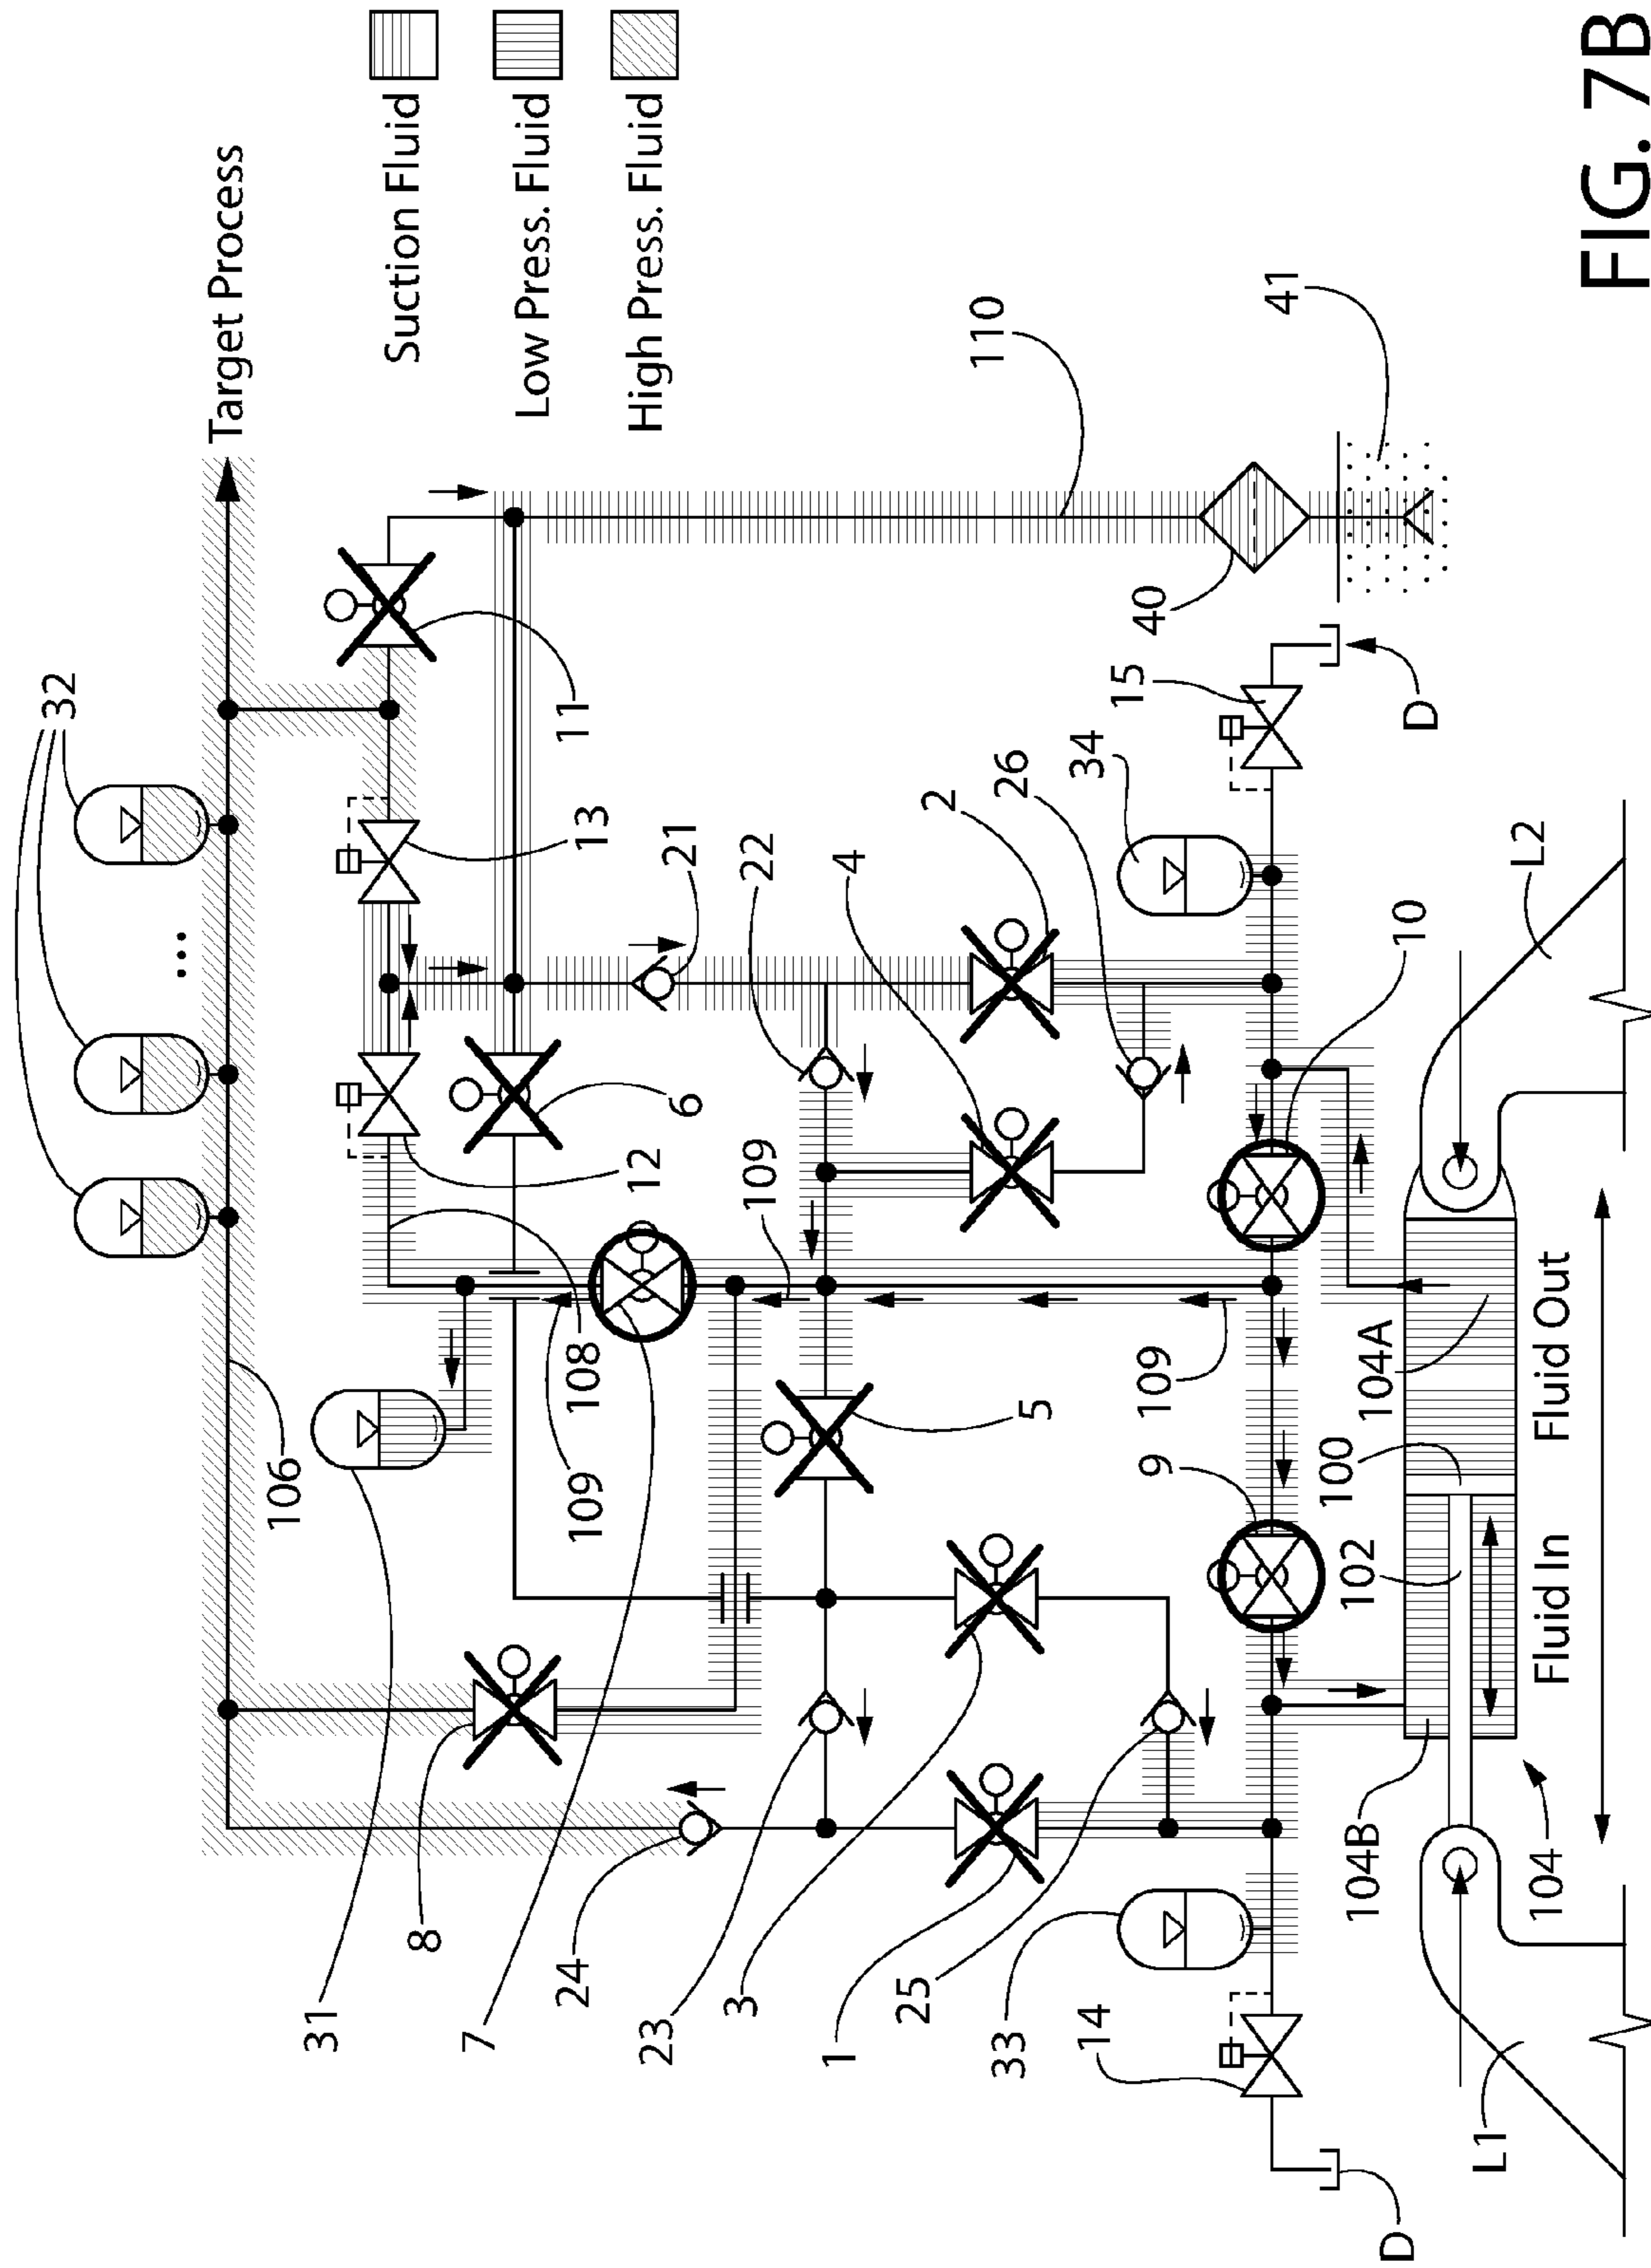 32
...
Target Process
106
31
Suction Fluid
8
7
Low Press. Fluid
24
109
108
11
13
12
High Press. Fluid
23
6
21
3
109
22
1
5
4
25
2
33
26
110
14
34
15
40
9
109
41
D
102
100
104A
10
104B
D
L1
104
Fluid In
Fluid Out
L2
FIG. 7B